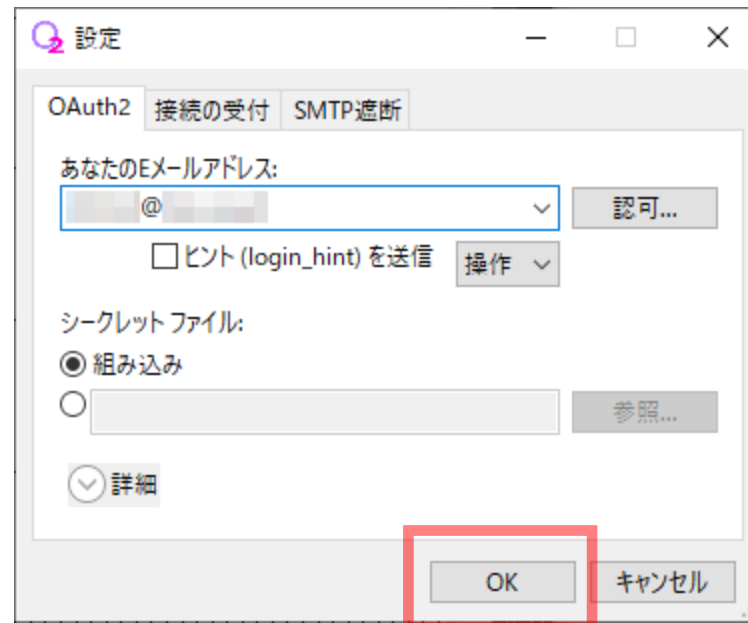 O2 設定
OAuth2 接続の受付 SMTP遮断
あなたのEメールアドレス:
@ 認可...
ヒント (login_hint) を送信 操作
シークレット ファイル:
組み込み
参照...
詳細
OK キャンセル